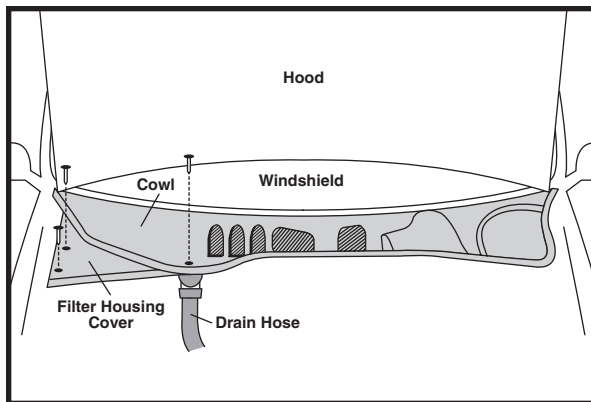 Hood
Windshield
Cowl
Filter Housing
Cover
Drain Hose